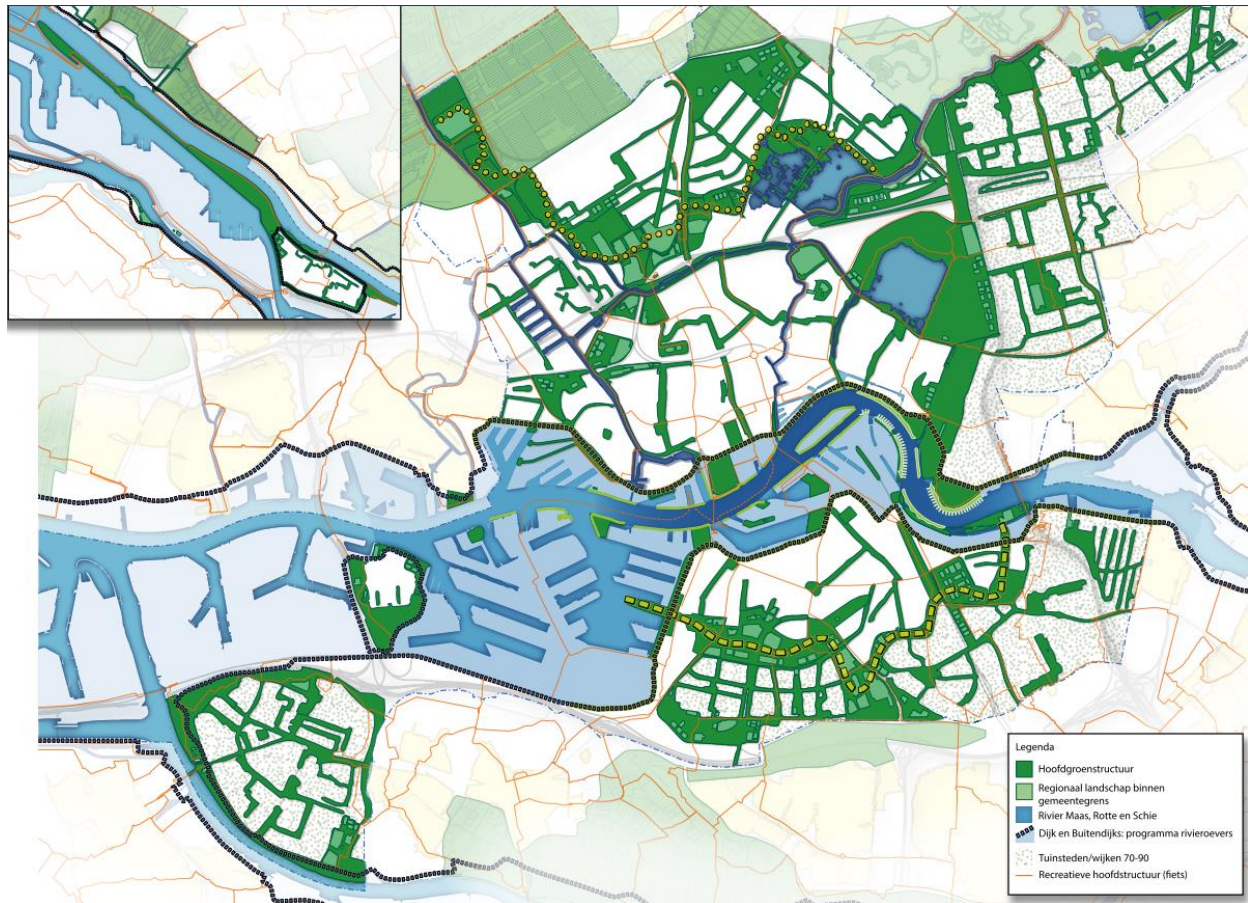 Legenda
Hoofdgroenstructuur
Regionaal landschap binnen
gemeentegrens
Rivier Maas, Rotte en Schie
Dijk en Buitendijks: programma rivieroevers
Tuinsteden/wijken 70-90
Recreatieve hoofdstructuur (fiets)